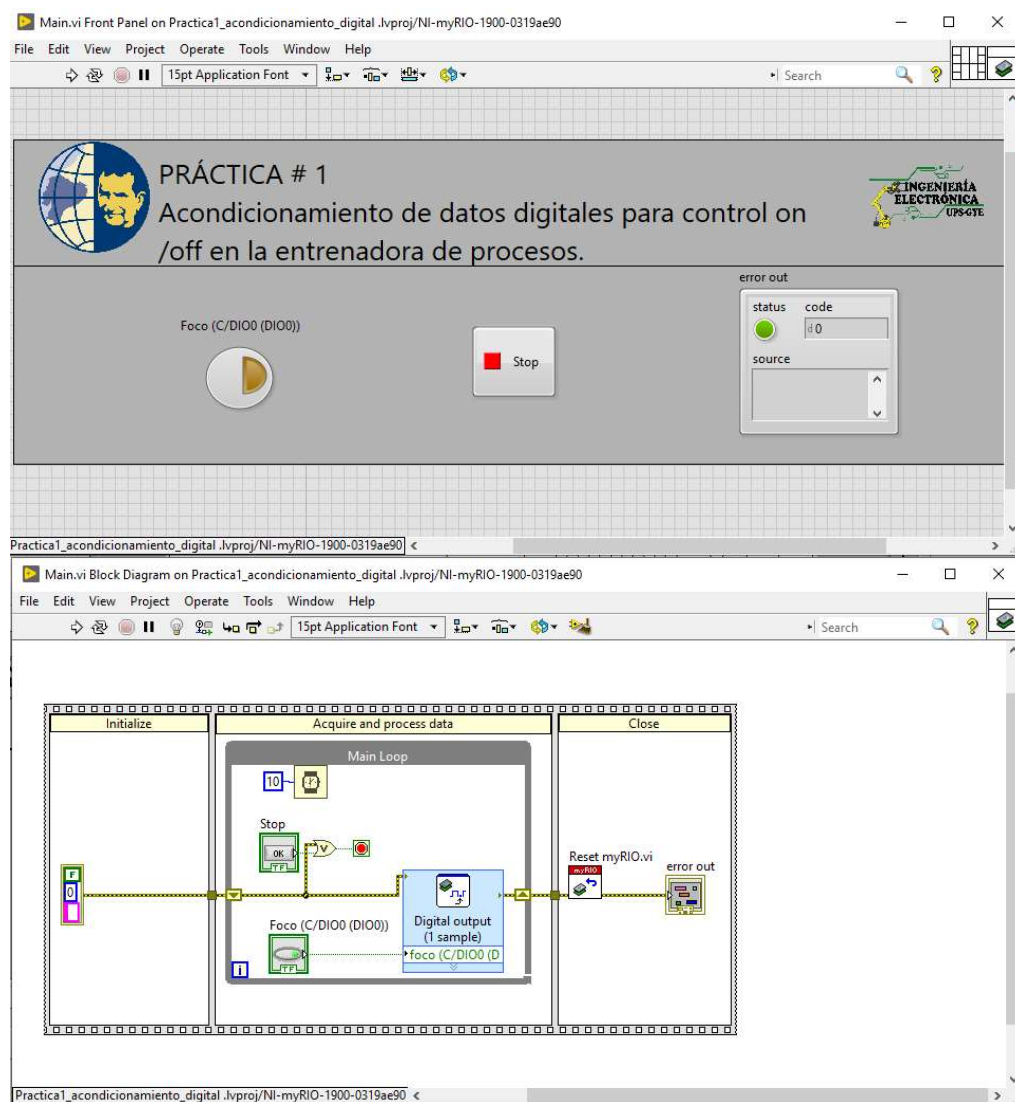 Main.vi Front Panel on Practica1_acondicionamiento_digital .lvproj/NI-myRIO-1900-0319ae90
File Edit View Project Operate Tools Window Help
15pt Application Font
Search
PRÁCTICA # 1
Acondicionamiento de datos digitales para control on
/off en la entrenadora de procesos.
INGENIERÍA
ELECTRÓNICA
UPS-GYE
Foco (C/DIO0 (DIO0))
Stop
error out
status code
d 0
source
Practica1_acondicionamiento_digital .lvproj/NI-myRIO-1900-0319ae90
Main.vi Block Diagram on Practica1_acondicionamiento_digital .lvproj/NI-myRIO-1900-0319ae90
File Edit View Project Operate Tools Window Help
15pt Application Font
Search
Initialize
Acquire and process data
Close
Main Loop
10
Stop
OK
TF
F
0
Foco (C/DIO0 (DIO0))
TF
i
Digital output
(1 sample)
foco (C/DIO0 (D
Reset myRIO.vi
myRIO
error out
Practica1_acondicionamiento_digital .lvproj/NI-myRIO-1900-0319ae90